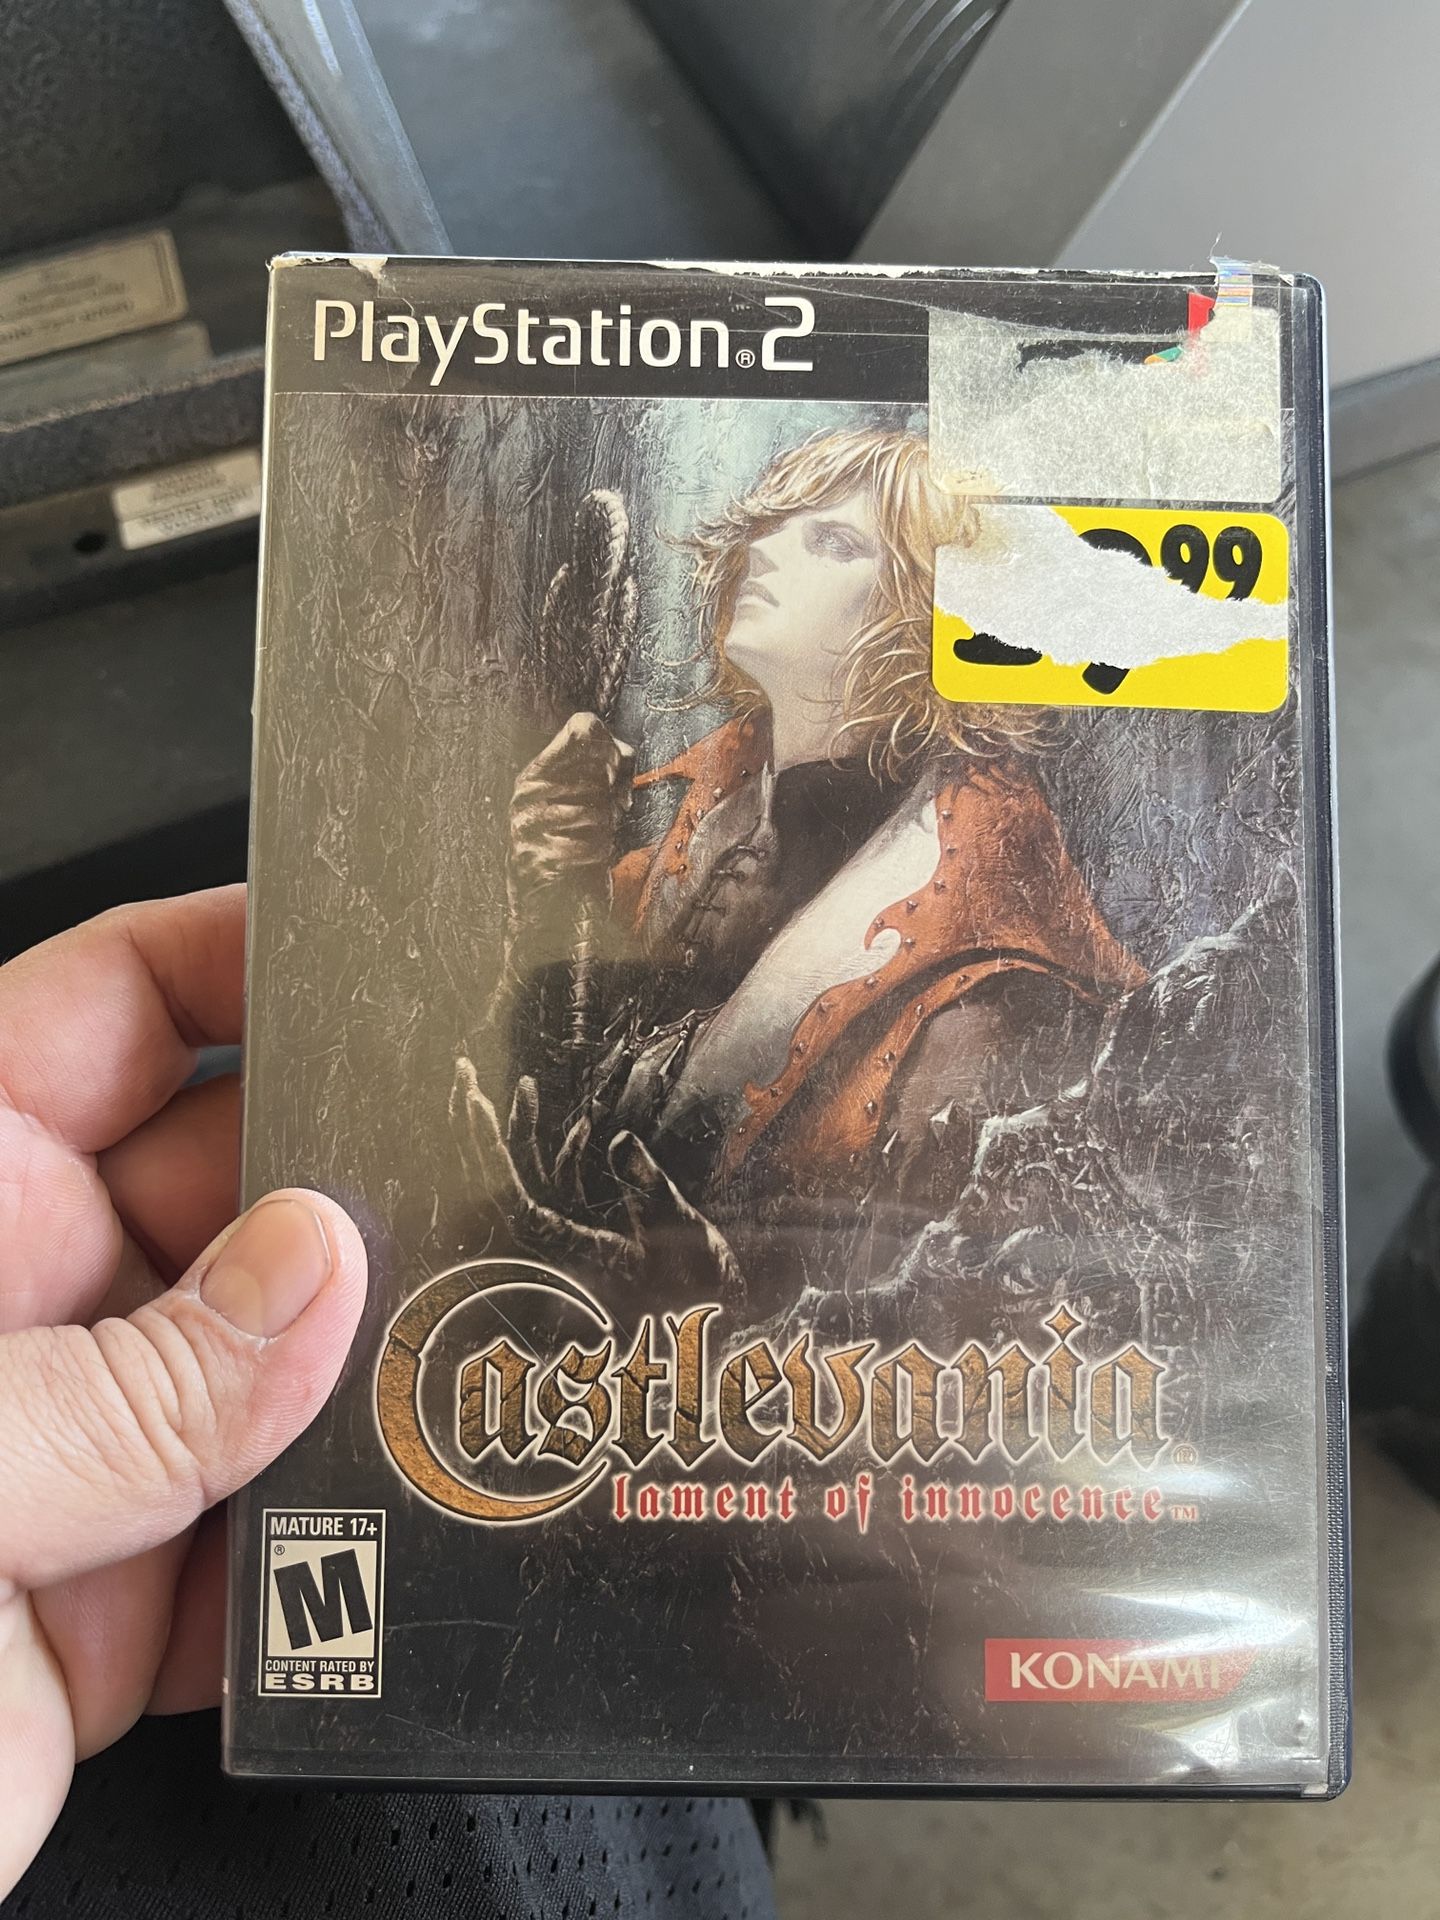 PlayStation®2
99
Castlevania®
lament of innocence™
MATURE 17+
M®
CONTENT RATED BY
ESRB
KONAMI